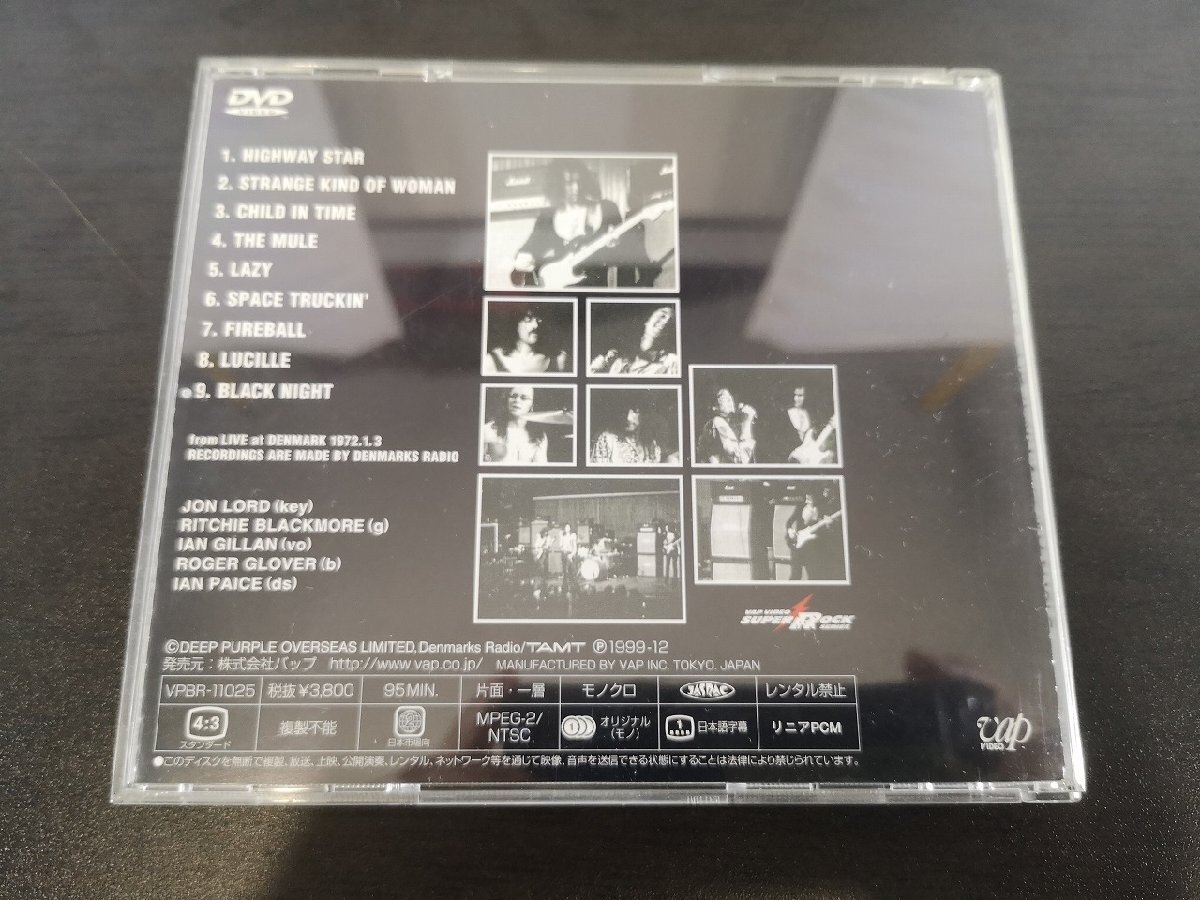 DVD
VIDEO
1. HIGHWAY STAR
2. STRANGE KIND OF WOMAN
3. CHILD IN TIME
4. THE MULE
5. LAZY
6. SPACE TRUCKIN'
7. FIREBALL
8. LUCILLE
●9. BLACK NIGHT
from LIVE at DENMARK 1972.1.3
RECORDINGS ARE MADE BY DENMARKS RADIO
JON LORD (key)
RITCHIE BLACKMORE (g)
IAN GILLAN (vo)
ROGER GLOVER (b)
IAN PAICE (ds)
VAP VIDEO
SUPER ROCK
SERIES
©DEEP PURPLE OVERSEAS LIMITED, Denmarks Radio/TAMT ℗1999-12
発売元：株式会社バップ http://www.vap.co.jp/ MANUFACTURED BY VAP INC. TOKYO, JAPAN
VPBR-11025 税抜¥3,800 95MIN. 片面・一層 モノクロ JASRAC レンタル禁止
4:3 スタンダード 複製不能 2 日本市場向 MPEG-2/NTSC 1 オリジナル(モノ) 1 日本語字幕 リニアPCM
vap
VIDEO
●このディスクを無断で複製、放送、上映、公開演奏、レンタル、ネットワーク等を通じて映像、音声を送信できる状態にすることは法律により禁じられています。